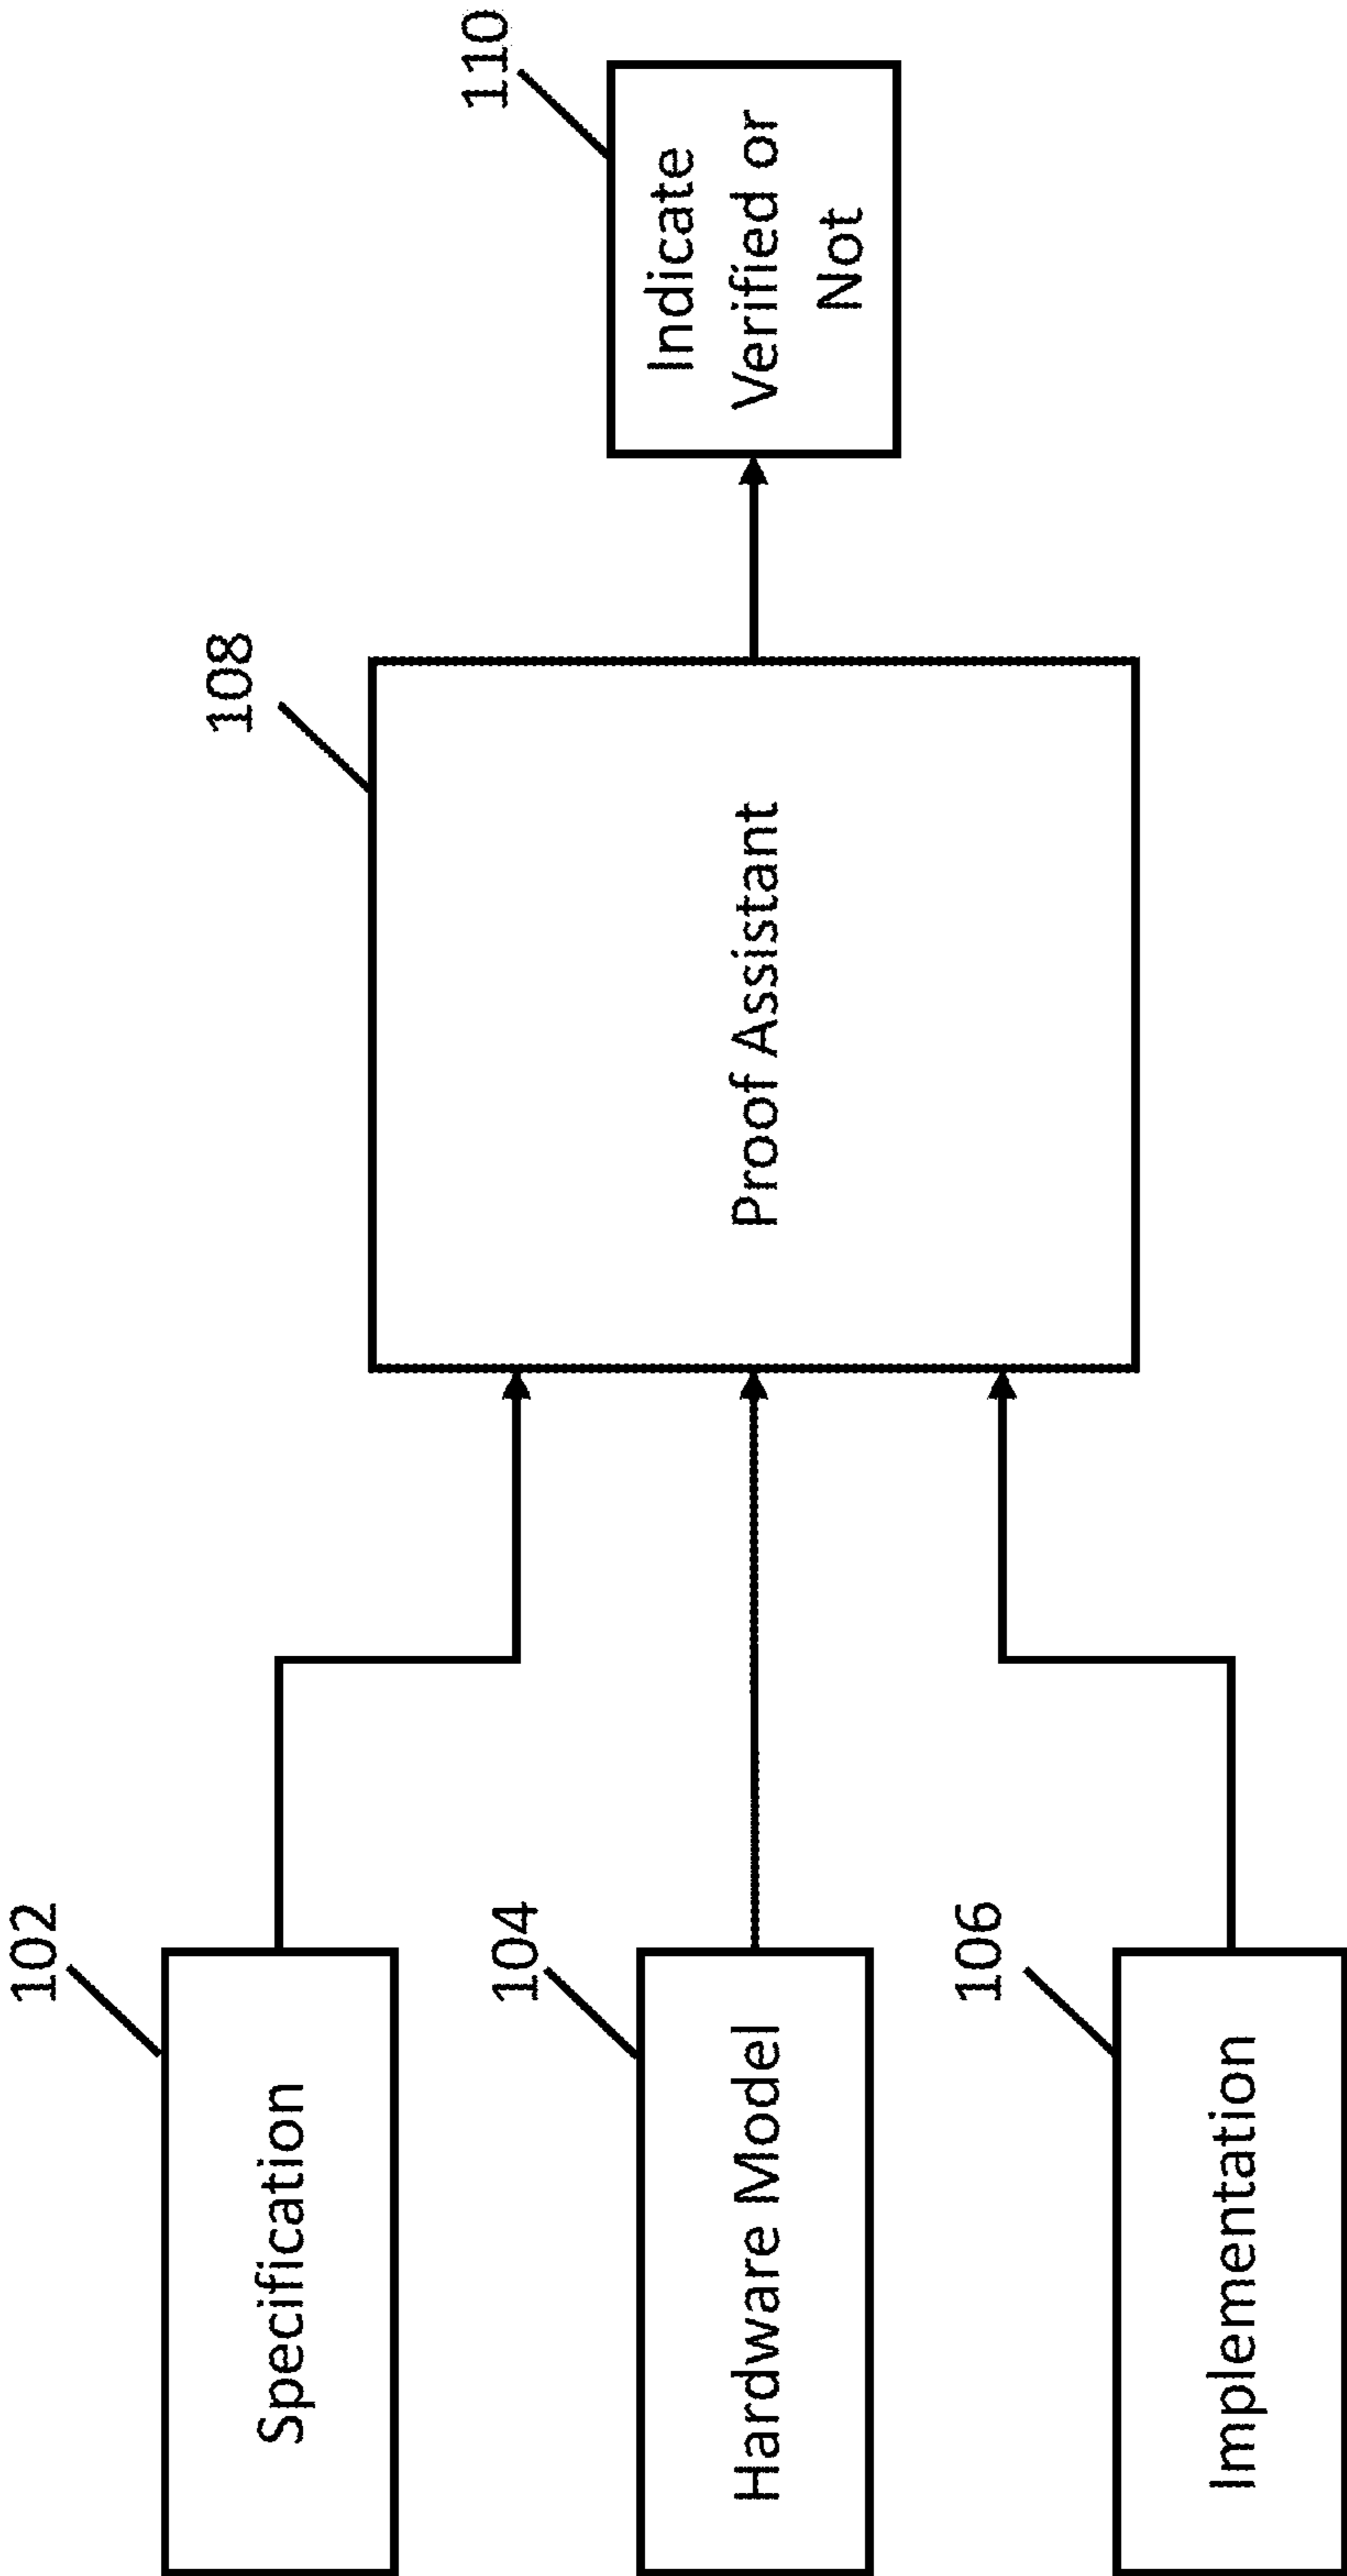 102
Specification
104
Hardware Model
106
Implementation
108
Proof Assistant
110
Indicate
Verified or
Not